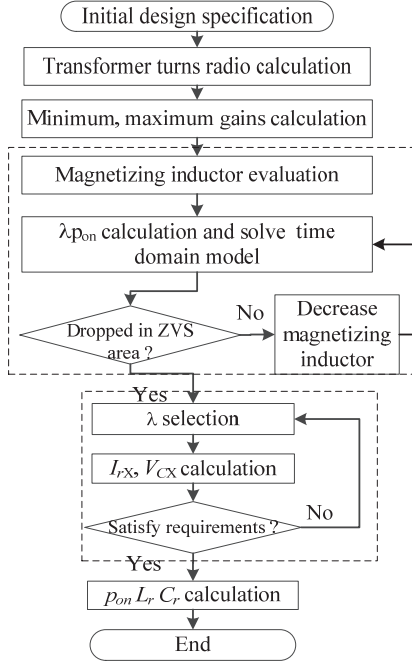 Initial design specification
Transformer turns radio calculation
Minimum, maximum gains calculation
Magnetizing inductor evaluation
λpon calculation and solve time
domain model
Dropped in ZVS
area ?
No
Decrease
magnetizing
inductor
Yes
λ selection
IrX, VCX calculation
Satisfy requirements ?
No
Yes
pon Lr Cr calculation
End